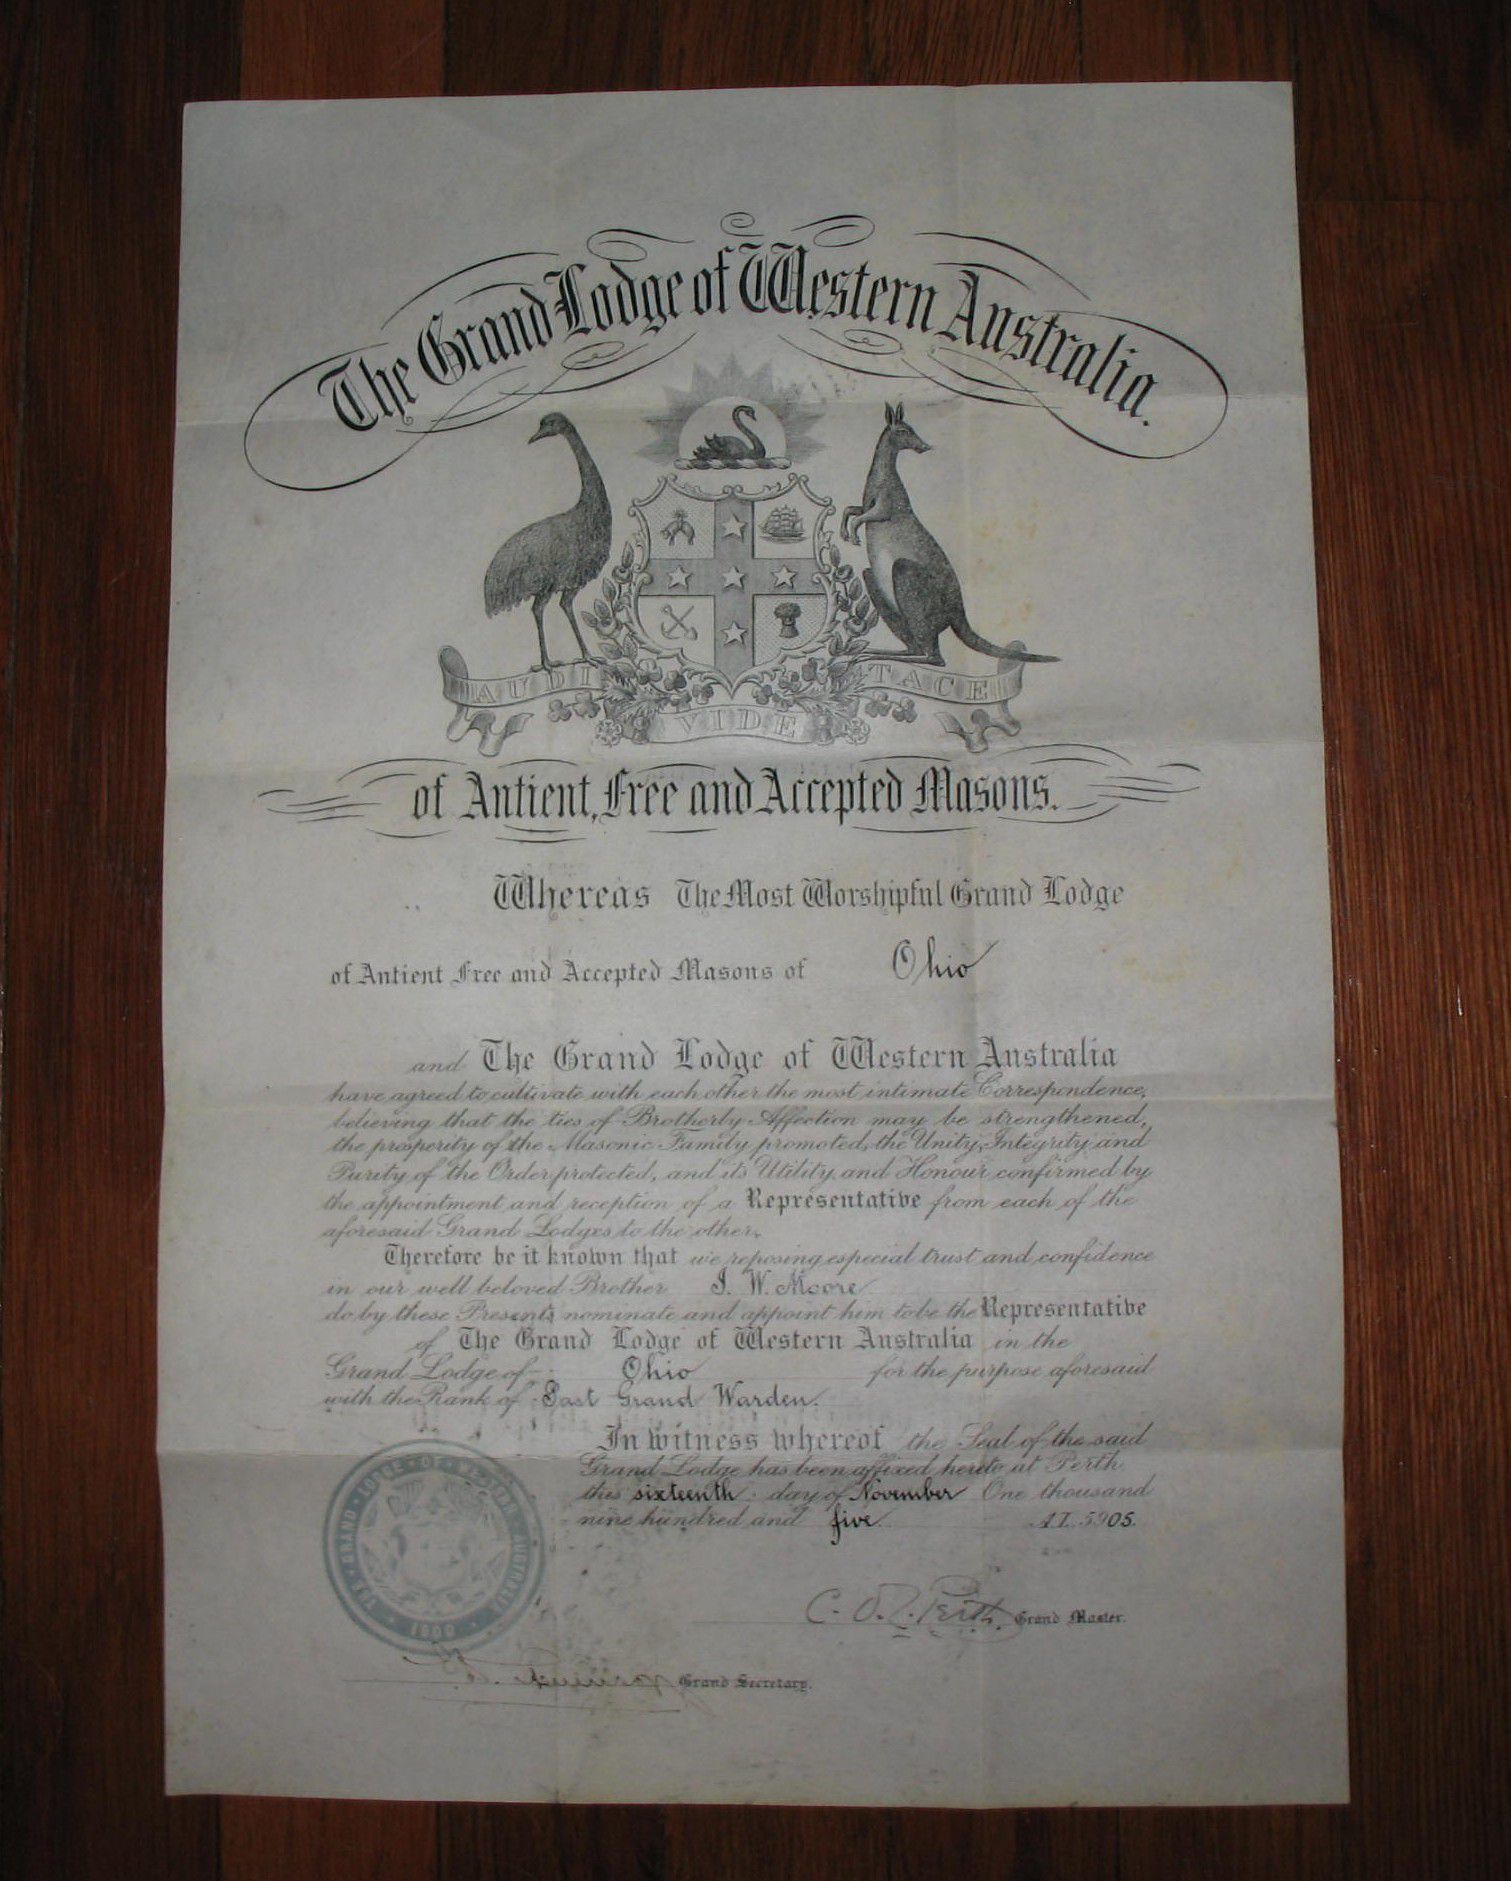 The Grand Lodge of Western Australia.
AUDI VIDE TACE
of Antient, Free and Accepted Masons.
Whereas The Most Worshipful Grand Lodge
of Antient Free and Accepted Masons of Ohio
and The Grand Lodge of Western Australia
have agreed to cultivate with each other the most intimate Correspondence,
believing that the ties of Brotherly Affection may be strengthened,
the prosperity of the Masonic Family promoted, the Unity, Integrity and
Purity of the Order protected, and its Utility and Honour confirmed by
the appointment and reception of a Representative from each of the
aforesaid Grand Lodges to the other.
Therefore be it known that we reposing especial trust and confidence
in our well beloved Brother I. W. Moore
do by these Presents nominate and appoint him to be the Representative
of The Grand Lodge of Western Australia in the
Grand Lodge of Ohio for the purpose aforesaid
with the Rank of Past Grand Warden.
In witness whereof the Seal of the said
Grand Lodge has been affixed hereto at Perth
this sixteenth day of November One thousand
nine hundred and five A.L. 5905.
THE GRAND LODGE OF WESTERN AUSTRALIA
1900
C. O. L. Perth. Grand Master.
Grand Secretary.